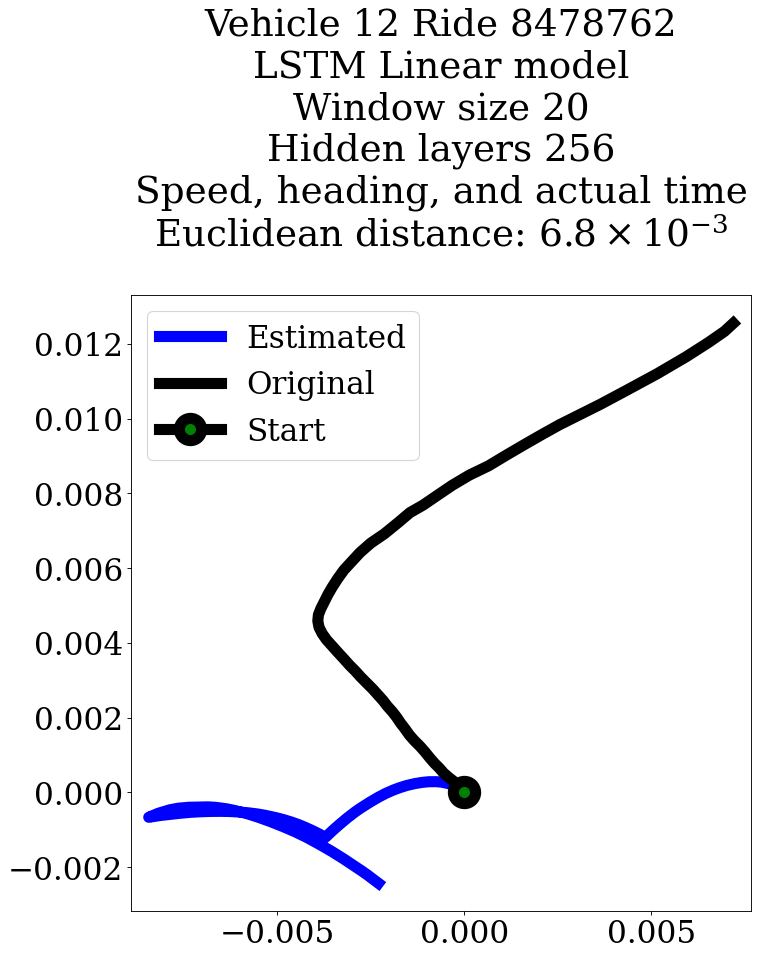 Vehicle 12 Ride 8478762
LSTM Linear model
Window size 20
Hidden layers 256
Speed, heading, and actual time
Euclidean distance: 6.8 × 10⁻³
Estimated
Original
Start
0.012
0.010
0.008
0.006
0.004
0.002
0.000
−0.002
−0.005 0.000 0.005